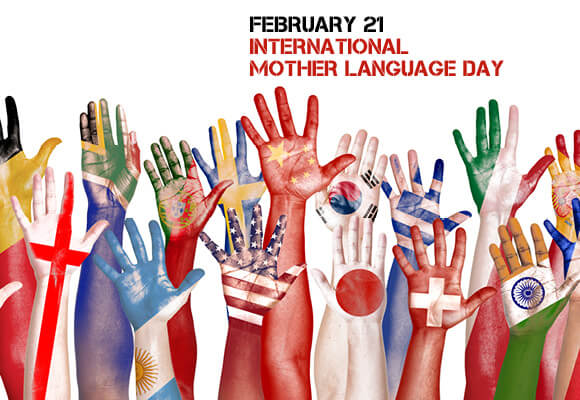 FEBRUARY 21
INTERNATIONAL
MOTHER LANGUAGE DAY